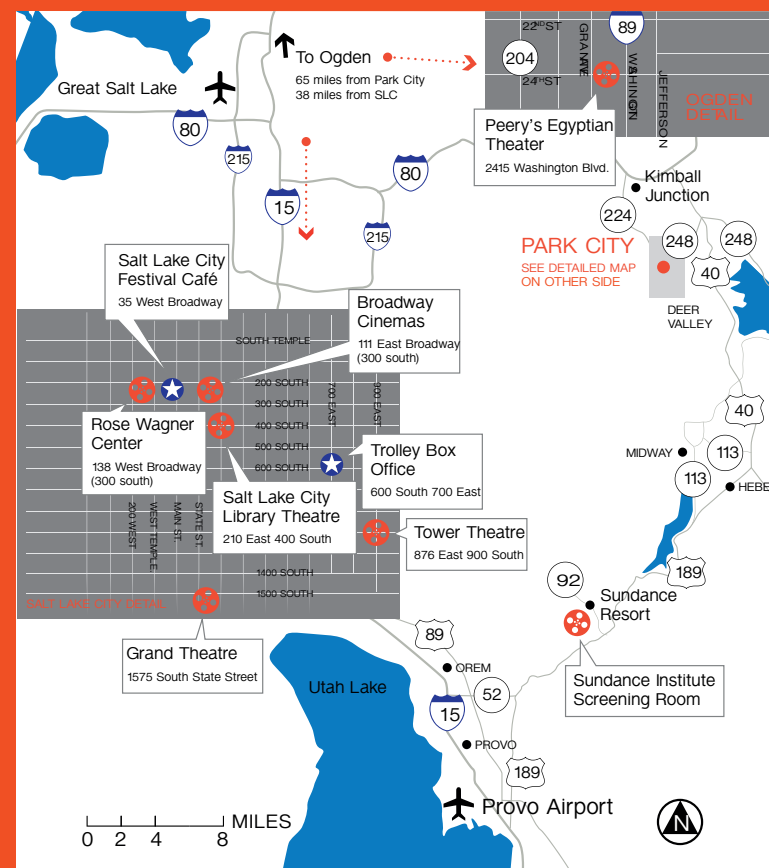 22ND ST
GRANT AVE
89
204
WASHINGTON
24TH ST
JEFFERSON
OGDEN
DETAIL
To Ogden
65 miles from Park City
38 miles from SLC
Great Salt Lake
80
215
15
80
215
Peery's Egyptian
Theater
2415 Washington Blvd.
Kimball
Junction
224
PARK CITY
SEE DETAILED MAP
ON OTHER SIDE
248
248
40
DEER
VALLEY
Salt Lake City
Festival Café
35 West Broadway
Broadway
Cinemas
111 East Broadway
(300 south)
SOUTH TEMPLE
200 SOUTH
300 SOUTH
400 SOUTH
500 SOUTH
600 SOUTH
700 EAST
900 EAST
Rose Wagner
Center
138 West Broadway
(300 south)
Trolley Box
Office
600 South 700 East
Salt Lake City
Library Theatre
210 East 400 South
200 WEST
WEST TEMPLE
MAIN ST.
STATE ST.
Tower Theatre
876 East 900 South
1400 SOUTH
1500 SOUTH
SALT LAKE CITY DETAIL
Grand Theatre
1575 South State Street
40
MIDWAY
113
113
HEBE
189
92
Sundance
Resort
Sundance Institute
Screening Room
89
OREM
Utah Lake
52
15
PROVO
189
Provo Airport
MILES
0 2 4 8
N